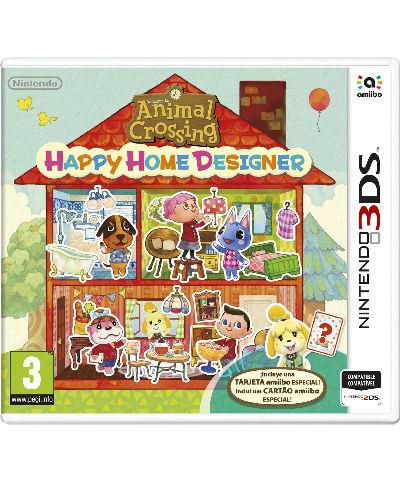 Nintendo
Animal
Crossing
HAPPY HOME DESIGNER
amiibo
NINTENDO 3DS
3
www.pegi.info
?
¡Incluye una
TARJETA amiibo ESPECIAL!
Inclui um CARTÃO amiibo
ESPECIAL!
COMPATIBLE
COMPATÍVEL
NINTENDO 2DS